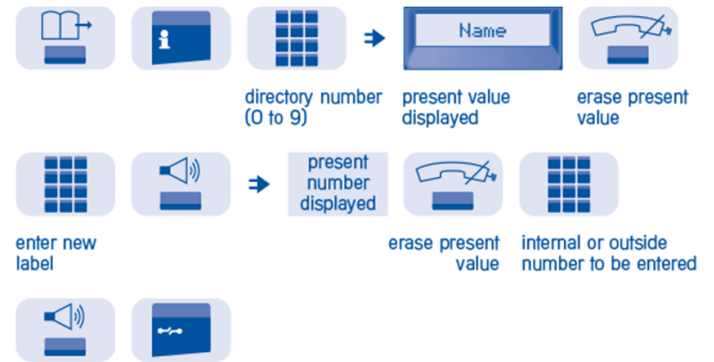 i
Name
directory number
(0 to 9)
present value
displayed
erase present
value
present
number
displayed
enter new
label
erase present
value
internal or outside
number to be entered